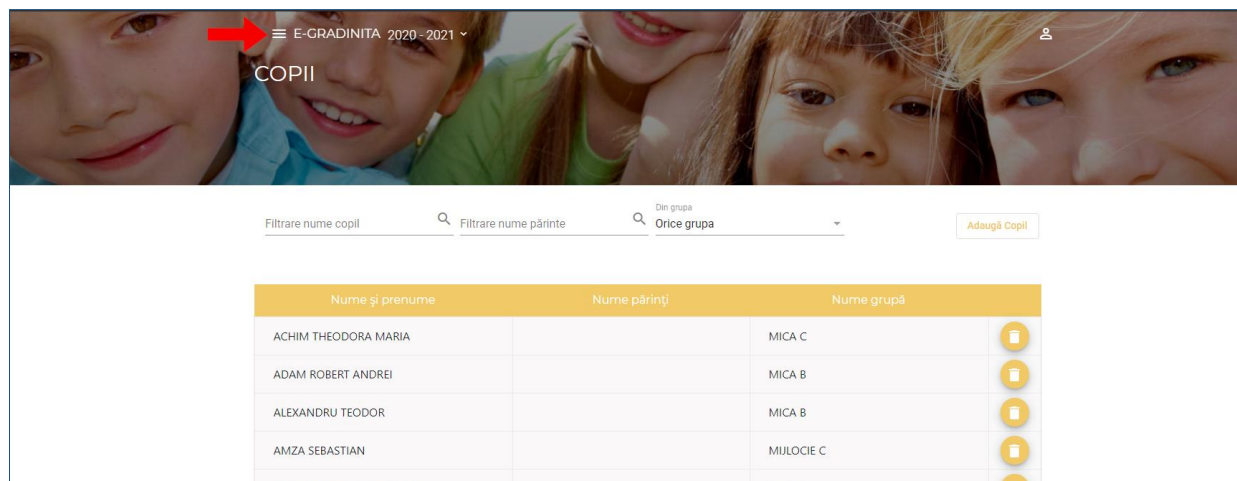 E-GRADINITA 2020 - 2021
COPII
Din grupa
Filtrare nume copil Filtrare nume părinte Orice grupa Adaugă Copil
Nume și prenume Nume părinți Nume grupă
ACHIM THEODORA MARIA MICA C
ADAM ROBERT ANDREI MICA B
ALEXANDRU TEODOR MICA B
AMZA SEBASTIAN MIJLOCIE C